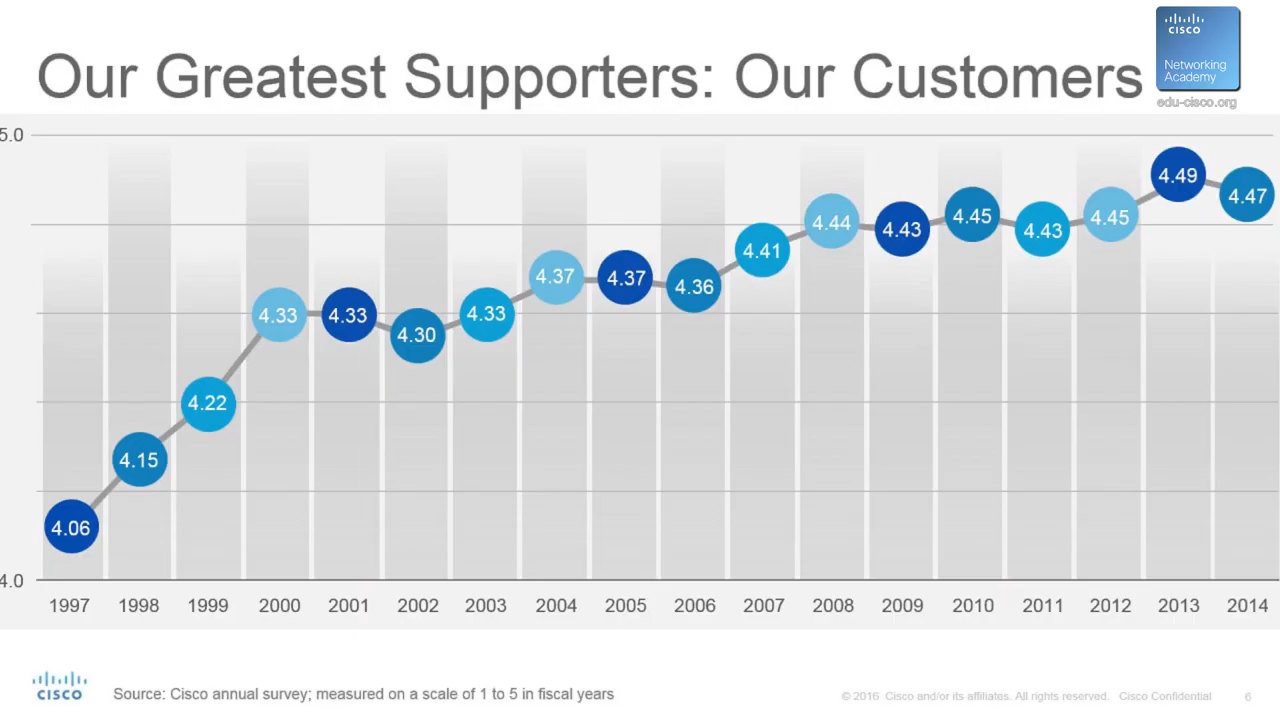 CISCO
Networking
Academy
edu-cisco.org
Our Greatest Supporters: Our Customers
5.0
4.49
4.47
4.44
4.43
4.45
4.43
4.45
4.41
4.37
4.37
4.36
4.33
4.33
4.30
4.33
4.22
4.15
4.06
4.0
1997 1998 1999 2000 2001 2002 2003 2004 2005 2006 2007 2008 2009 2010 2011 2012 2013 2014
CISCO
Source: Cisco annual survey; measured on a scale of 1 to 5 in fiscal years
© 2016 Cisco and/or its affiliates. All rights reserved. Cisco Confidential 6